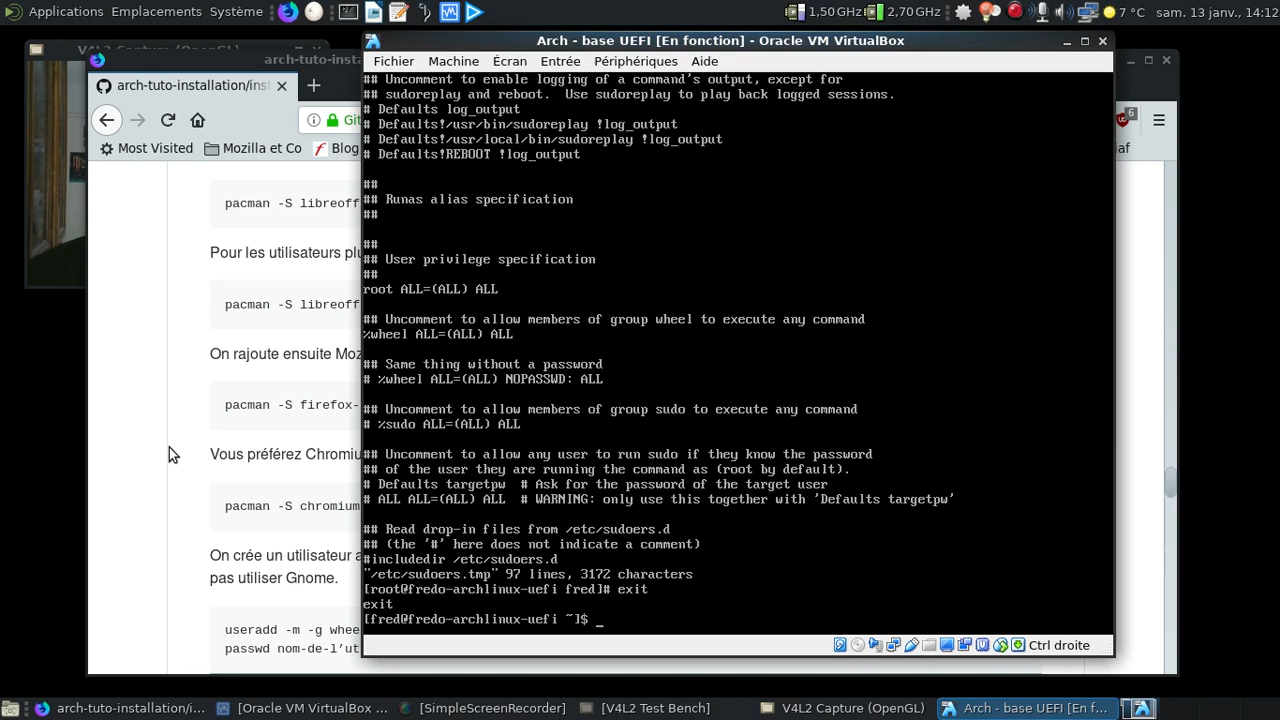 Applications Emplacements Système
1,50 GHz 2,70 GHz 7 °C sam. 13 janv., 14:12
V4L2 Capture (OpenGL)
arch-tuto-insta
arch-tuto-installation/ins
Git
6
Most Visited Mozilla et Co Blog
af
pacman -S libreoff
Pour les utilisateurs plu
pacman -S libreoff
On rajoute ensuite Moz
pacman -S firefox-
Vous préférez Chromiu
pacman -S chromium
On crée un utilisateur a
pas utiliser Gnome.
useradd -m -g whee
passwd nom-de-l’ut
Arch - base UEFI [En fonction] - Oracle VM VirtualBox
Fichier Machine Écran Entrée Périphériques Aide
## Uncomment to enable logging of a command's output, except for
## sudoreplay and reboot.  Use sudoreplay to play back logged sessions.
# Defaults log_output
# Defaults!/usr/bin/sudoreplay !log_output
# Defaults!/usr/local/bin/sudoreplay !log_output
# Defaults!REBOOT !log_output
##
## Runas alias specification
##
##
## User privilege specification
##
root ALL=(ALL) ALL
## Uncomment to allow members of group wheel to execute any command
%wheel ALL=(ALL) ALL
## Same thing without a password
# %wheel ALL=(ALL) NOPASSWD: ALL
## Uncomment to allow members of group sudo to execute any command
# %sudo ALL=(ALL) ALL
## Uncomment to allow any user to run sudo if they know the password
## of the user they are running the command as (root by default).
# Defaults targetpw  # Ask for the password of the target user
# ALL ALL=(ALL) ALL  # WARNING: only use this together with 'Defaults targetpw'
## Read drop-in files from /etc/sudoers.d
## (the '#' here does not indicate a comment)
#includedir /etc/sudoers.d
"/etc/sudoers.tmp" 97 lines, 3172 characters
[root@fredo-archlinux-uefi fred]# exit
exit
[fred@fredo-archlinux-uefi ~]$ _
Ctrl droite
arch-tuto-installation/i... [Oracle VM VirtualBox ... [SimpleScreenRecorder] [V4L2 Test Bench] V4L2 Capture (OpenGL) Arch - base UEFI [En f...